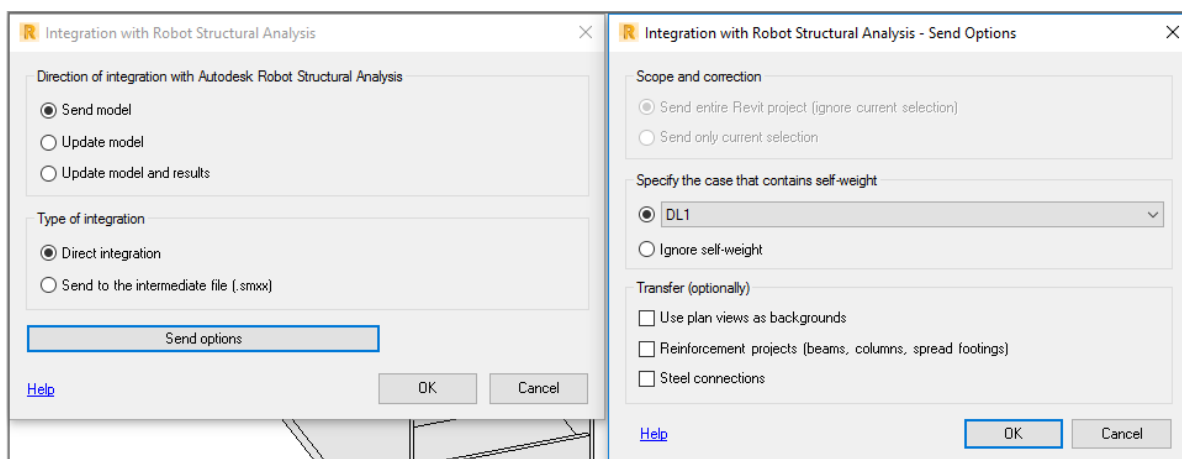 Integration with Robot Structural Analysis
Direction of integration with Autodesk Robot Structural Analysis
Send model
Update model
Update model and results
Type of integration
Direct integration
Send to the intermediate file (.smxx)
Send options
Help
OK
Cancel
Integration with Robot Structural Analysis - Send Options
Scope and correction
Send entire Revit project (ignore current selection)
Send only current selection
Specify the case that contains self-weight
DL1
Ignore self-weight
Transfer (optionally)
Use plan views as backgrounds
Reinforcement projects (beams, columns, spread footings)
Steel connections
Help
OK
Cancel